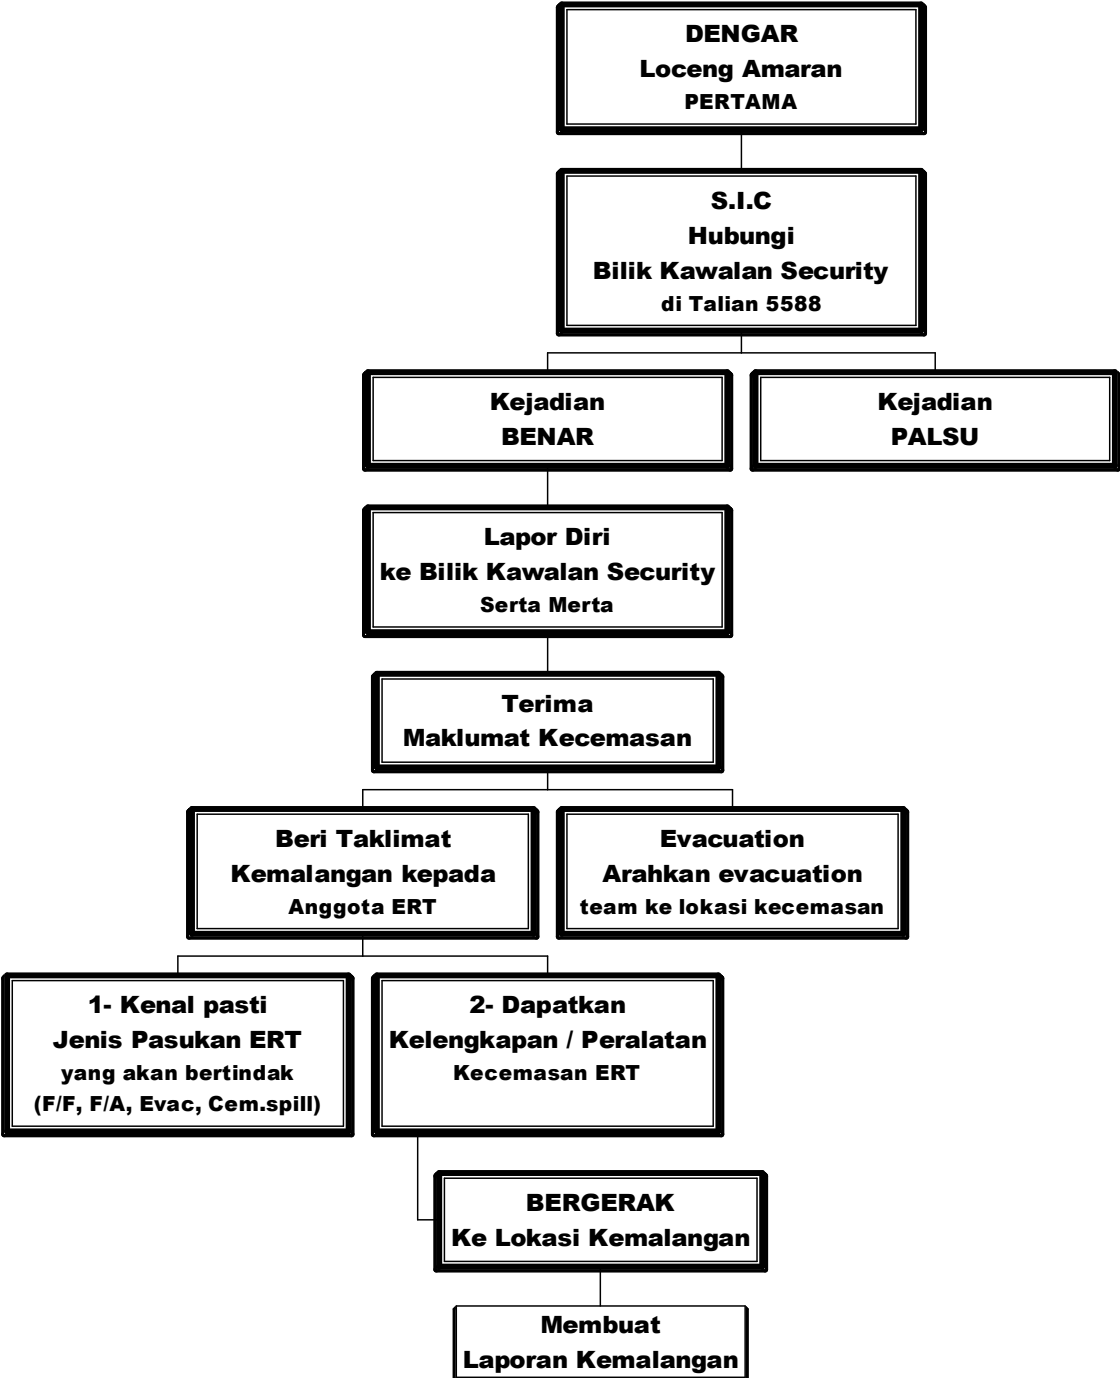 DENGAR
Loceng Amaran
PERTAMA
S.I.C
Hubungi
Bilik Kawalan Security
di Talian 5588
Kejadian
BENAR
Kejadian
PALSU
Lapor Diri
ke Bilik Kawalan Security
Serta Merta
Terima
Maklumat Kecemasan
Beri Taklimat
Kemalangan kepada
Anggota ERT
Evacuation
Arahkan evacuation
team ke lokasi kecemasan
1- Kenal pasti
Jenis Pasukan ERT
yang akan bertindak
(F/F, F/A, Evac, Cem.spill)
2- Dapatkan
Kelengkapan / Peralatan
Kecemasan ERT
BERGERAK
Ke Lokasi Kemalangan
Membuat
Laporan Kemalangan